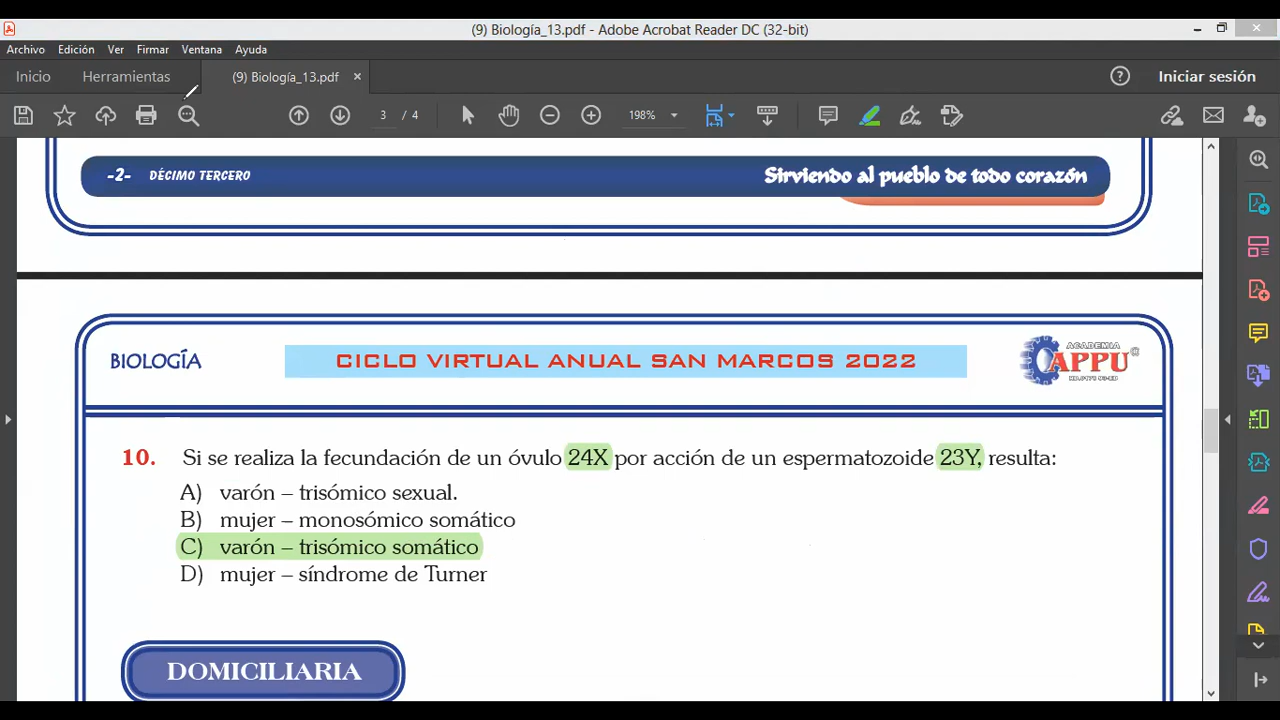 (9) Biología_13.pdf - Adobe Acrobat Reader DC (32-bit)
Archivo Edición Ver Firmar Ventana Ayuda
Inicio Herramientas (9) Biología_13.pdf × Iniciar sesión
3 / 4 198%
-2- DÉCIMO TERCERO Sirviendo al pueblo de todo corazón
BIOLOGÍA CICLO VIRTUAL ANUAL SAN MARCOS 2022 ACADEMIA APPU
10. Si se realiza la fecundación de un óvulo 24X por acción de un espermatozoide 23Y, resulta:
A) varón – trisómico sexual.
B) mujer – monosómico somático
C) varón – trisómico somático
D) mujer – síndrome de Turner
DOMICILIARIA